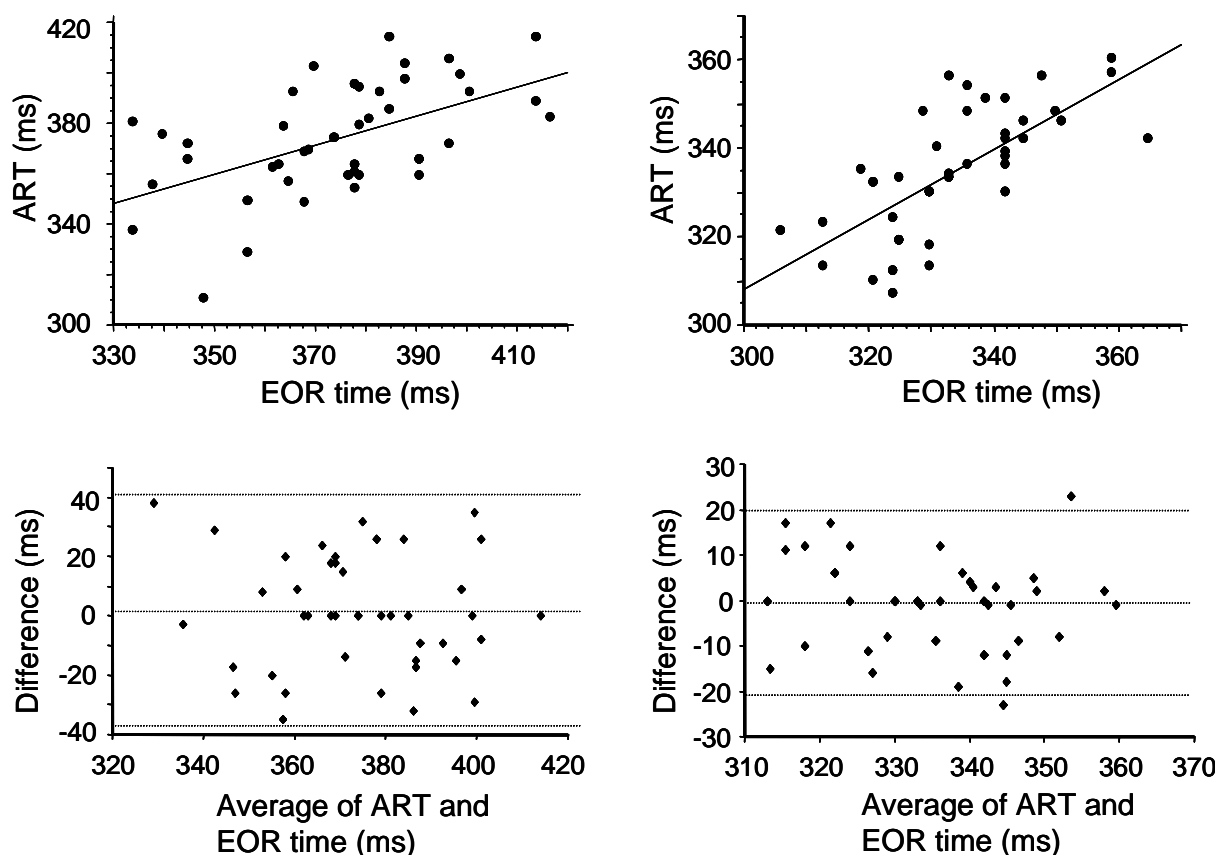 420
380
340
300
ART (ms)
330 350 370 390 410
EOR time (ms)
360
340
320
300
ART (ms)
300 320 340 360
EOR time (ms)
40
20
0
-20
-40
Difference (ms)
320 340 360 380 400 420
Average of ART and
EOR time (ms)
30
20
10
0
-10
-20
-30
Difference (ms)
310 320 330 340 350 360 370
Average of ART and
EOR time (ms)